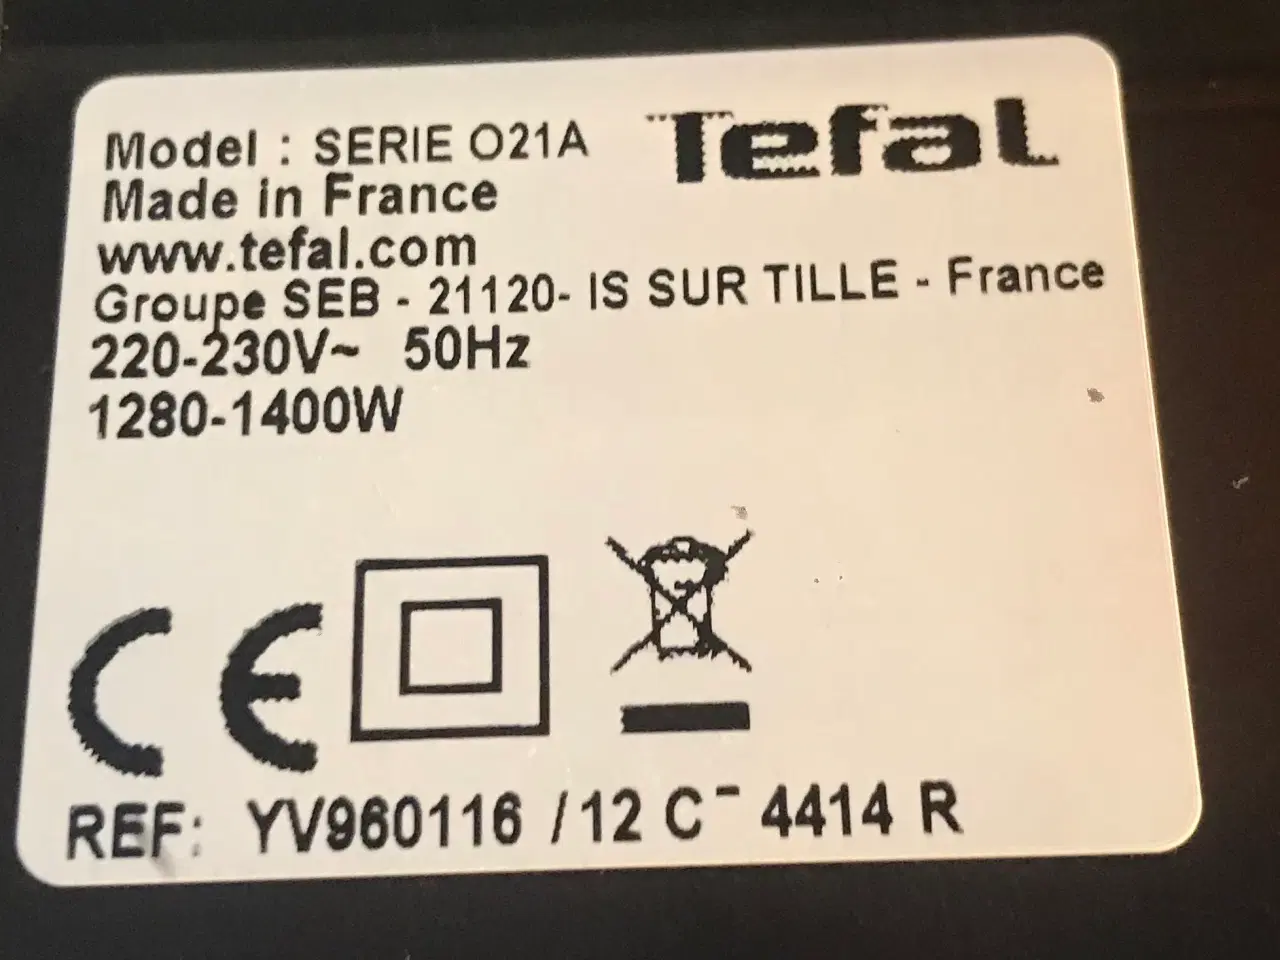 Tefal
Model : SERIE O21A
Made in France
www.tefal.com
Groupe SEB - 21120- IS SUR TILLE - France
220-230V~ 50Hz
1280-1400W
CE
REF: YV960116 /12 C- 4414 R